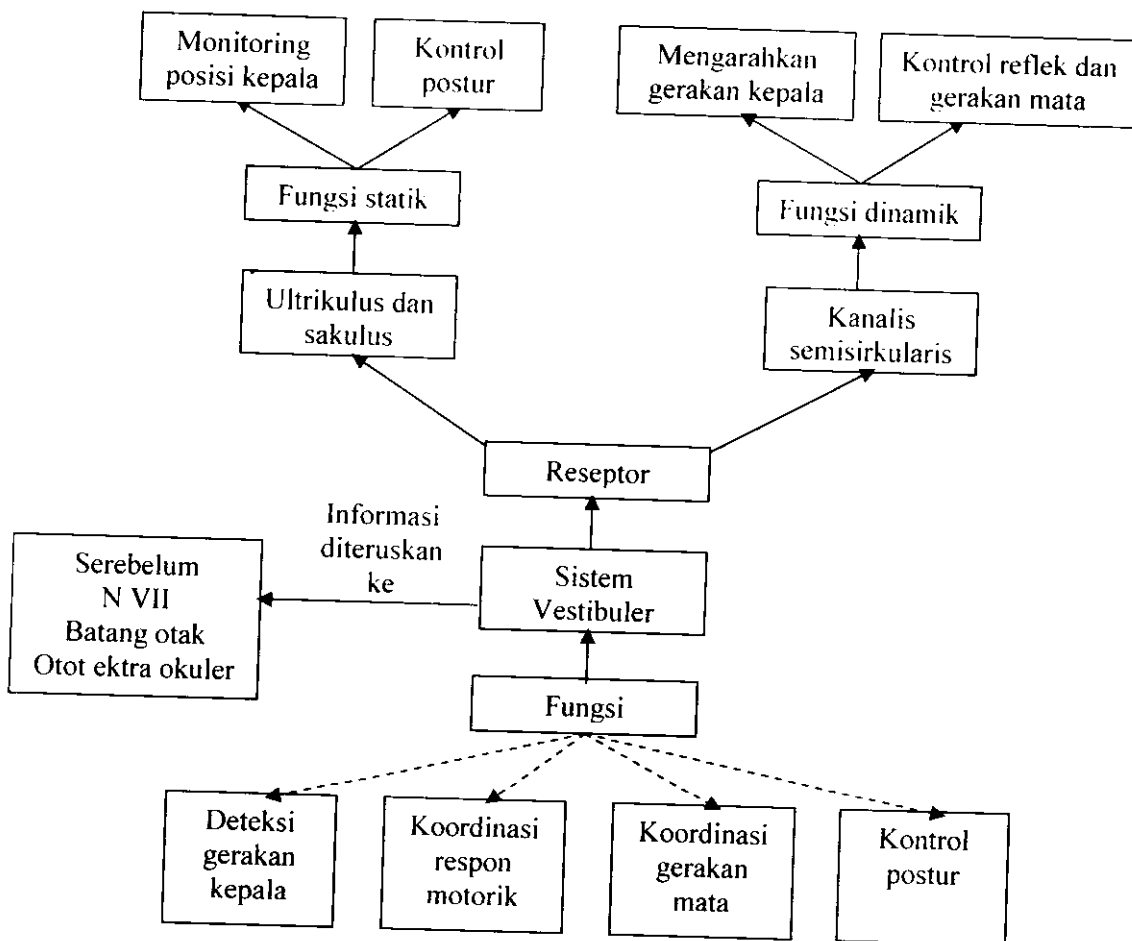 Monitoring
posisi kepala
Kontrol
postur
Mengarahkan
gerakan kepala
Kontrol reflek dan
gerakan mata
Fungsi statik
Fungsi dinamik
Ultrikulus dan
sakulus
Kanalis
semisirkularis
Reseptor
Informasi
diteruskan
ke
Serebelum
N VII
Batang otak
Otot ektra okuler
Sistem
Vestibuler
Fungsi
Deteksi
gerakan
kepala
Koordinasi
respon
motorik
Koordinasi
gerakan
mata
Kontrol
postur